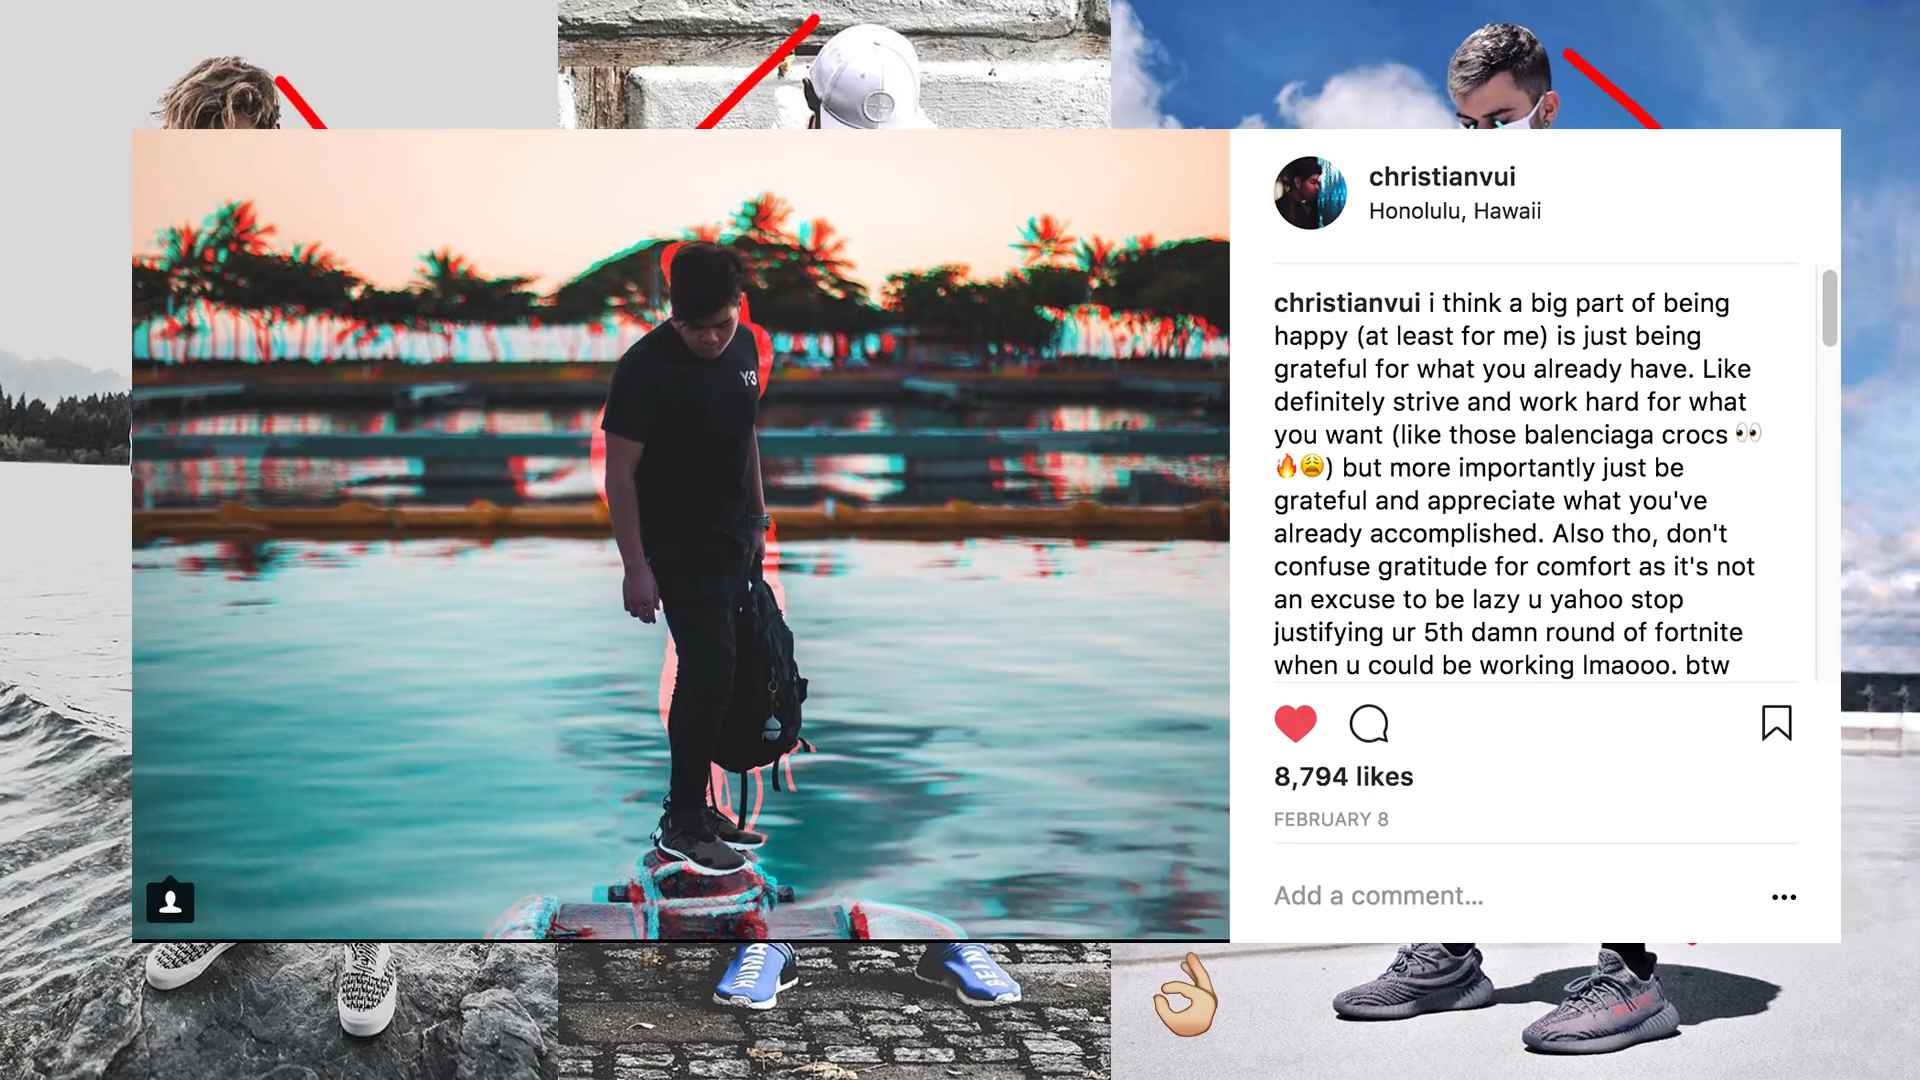 christianvui
Honolulu, Hawaii
christianvui i think a big part of being
happy (at least for me) is just being
grateful for what you already have. Like
definitely strive and work hard for what
you want (like those balenciaga crocs 👀
🔥😩) but more importantly just be
grateful and appreciate what you've
already accomplished. Also tho, don't
confuse gratitude for comfort as it's not
an excuse to be lazy u yahoo stop
justifying ur 5th damn round of fortnite
when u could be working lmaooo. btw
8,794 likes
FEBRUARY 8
Add a comment...
Y-3
HUMAN
BEING